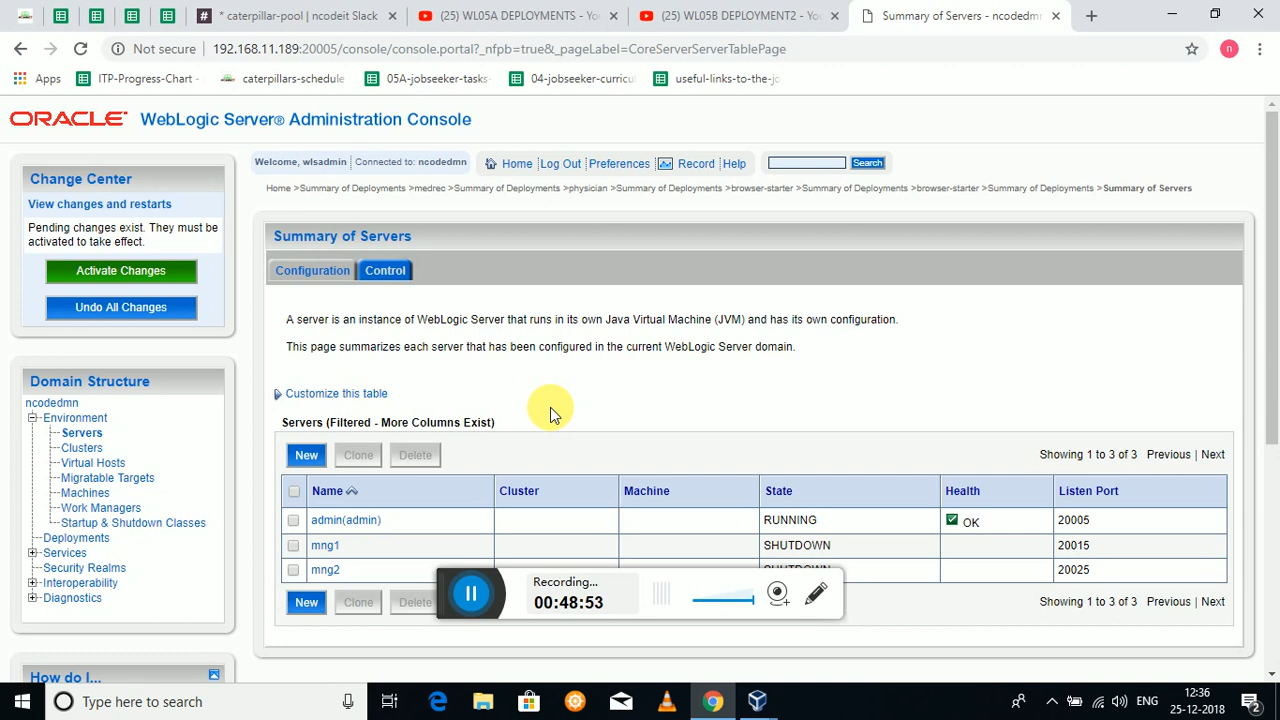 * caterpillar-pool | ncodeit Slack
(25) WL05A DEPLOYMENTS - You
(25) WL05B DEPLOYMENT2 - You
Summary of Servers - ncodedmn
Not secure
192.168.11.189:20005/console/console.portal?_nfpb=true&_pageLabel=CoreServerServerTablePage
n
Apps
ITP-Progress-Chart -
caterpillars-schedule
05A-jobseeker-tasks-
04-jobseeker-curricu
useful-links-to-the-jo
ORACLE
WebLogic Server® Administration Console
Change Center
View changes and restarts
Pending changes exist. They must be
activated to take effect.
Activate Changes
Undo All Changes
Domain Structure
ncodedmn
Environment
Servers
Clusters
Virtual Hosts
Migratable Targets
Machines
Work Managers
Startup & Shutdown Classes
Deployments
Services
Security Realms
Interoperability
Diagnostics
How do I...
Welcome, wlsadmin
Connected to: ncodedmn
Home
Log Out
Preferences
Record
Help
Search
Home >Summary of Deployments >medrec >Summary of Deployments >physician >Summary of Deployments >browser-starter >Summary of Deployments >browser-starter >Summary of Deployments >Summary of Servers
Summary of Servers
Configuration
Control
A server is an instance of WebLogic Server that runs in its own Java Virtual Machine (JVM) and has its own configuration.
This page summarizes each server that has been configured in the current WebLogic Server domain.
Customize this table
Servers (Filtered - More Columns Exist)
New Clone Delete Showing 1 to 3 of 3 Previous | Next
Name Cluster Machine State Health Listen Port
admin(admin) RUNNING OK 20005
mng1 SHUTDOWN 20015
mng2 SHUTDOWN 20025
New Clone Delete Showing 1 to 3 of 3 Previous | Next
Recording...
00:48:53
Type here to search
ENG
12:36
25-12-2018
2